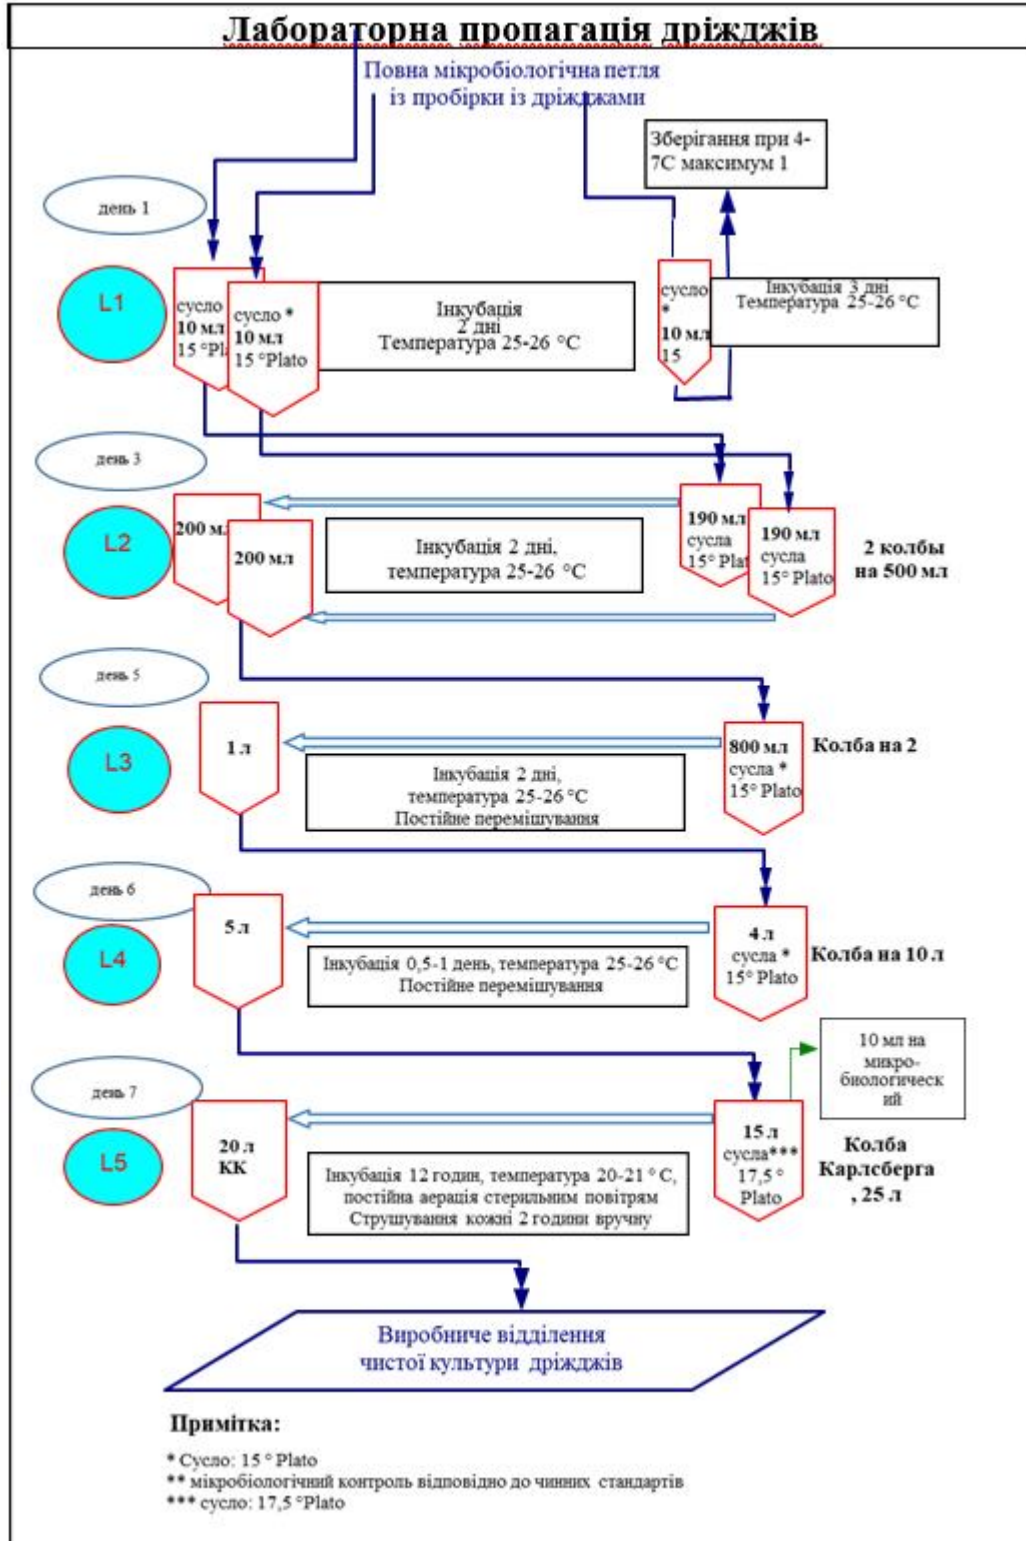 Лабораторна пропагація дріжджів
Повна мікробіологічна петля
із пробірки із дріжджами
Зберігання при 4-
7С максимум 1
день 1
L1
сусло
10 мл
15 °Pla
сусло *
10 мл
15 °Plato
Інкубація
2 дні
Температура 25-26 °C
сусло
*
10 мл
15
Інкубація 3 дні
Температура 25-26 °C
день 3
L2
200 мл
200 мл
Інкубація 2 дні,
температура 25-26 °C
190 мл
сусла
15° Plat
190 мл
сусла
15° Plato
2 колбы
на 500 мл
день 5
L3
1 л
Інкубація 2 дні,
температура 25-26 °C
Постійне перемішування
800 мл
сусла *
15° Plato
Колба на 2
день 6
L4
5 л
Інкубація 0,5-1 день, температура 25-26 °C
Постійне перемішування
4 л
сусла *
15° Plato
Колба на 10 л
10 мл на
микро-
биологическ
ий
день 7
L5
20 л
КК
Інкубація 12 годин, температура 20-21 ° C,
постійна аерація стерильним повітрям
Струшування кожні 2 години вручну
15 л
сусла***
17,5 °
Plato
Колба
Карлсберга
, 25 л
Виробниче відділення
чистої культури дріжджів
Примітка:
* Сусло: 15 ° Plato
** мікробіологічний контроль відповідно до чинних стандартів
*** сусло: 17,5 °Plato